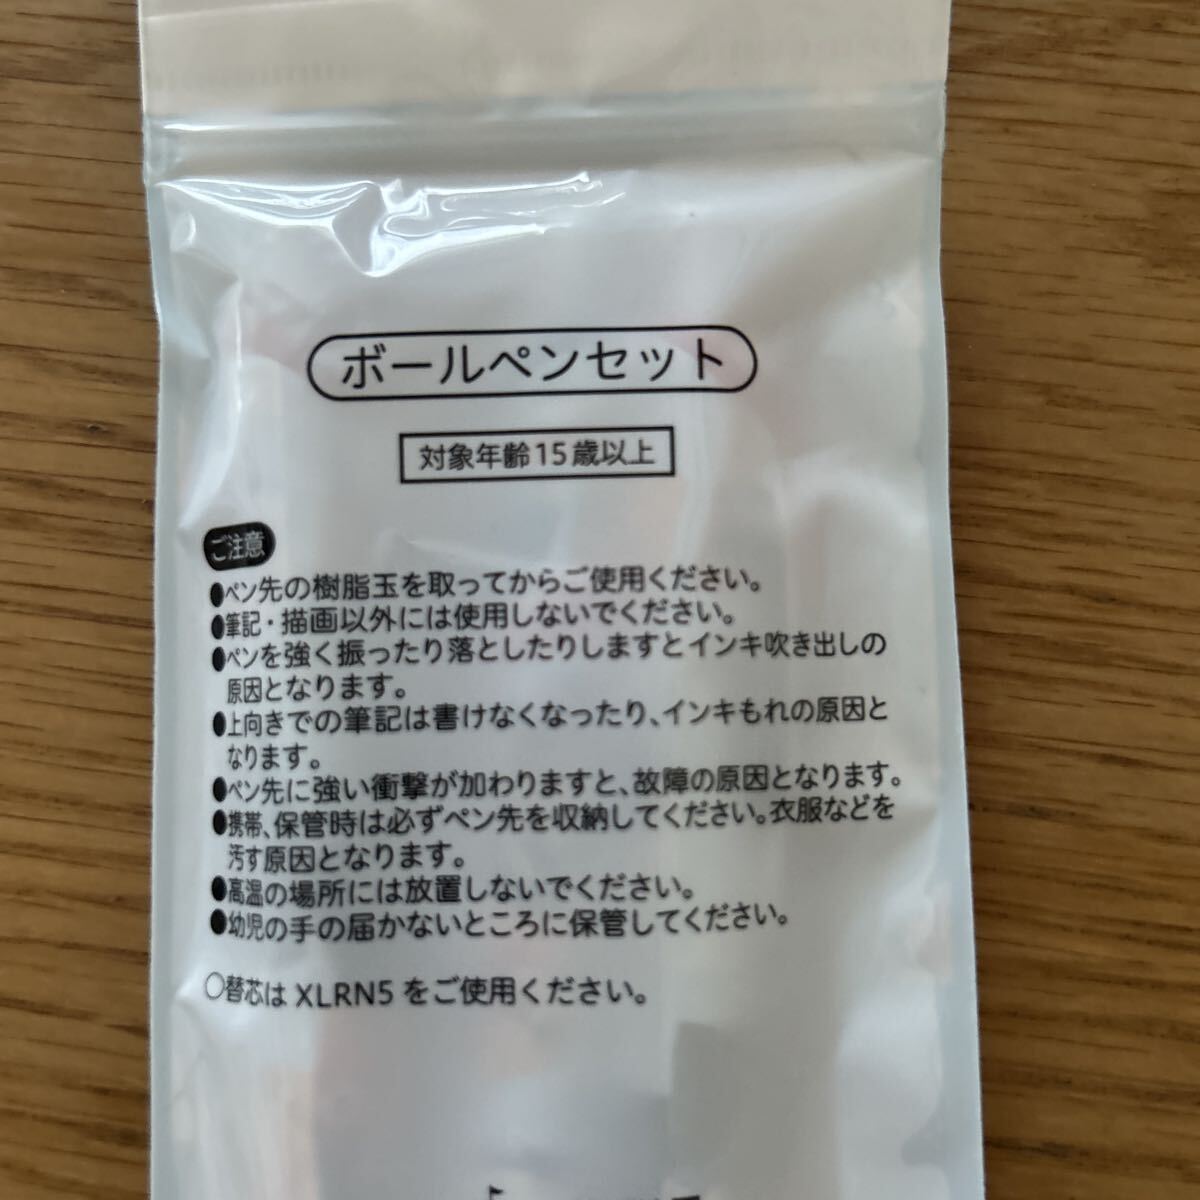 ボールペンセット
対象年齢15歳以上
ご注意
●ペン先の樹脂玉を取ってからご使用ください。
●筆記・描画以外には使用しないでください。
●ペンを強く振ったり落としたりしますとインキ吹き出しの
原因となります。
●上向きでの筆記は書けなくなったり、インキもれの原因と
なります。
●ペン先に強い衝撃が加わりますと、故障の原因となります。
●携帯、保管時は必ずペン先を収納してください。衣服などを
汚す原因となります。
●高温の場所には放置しないでください。
●幼児の手の届かないところに保管してください。
○替芯は XLRN5 をご使用ください。